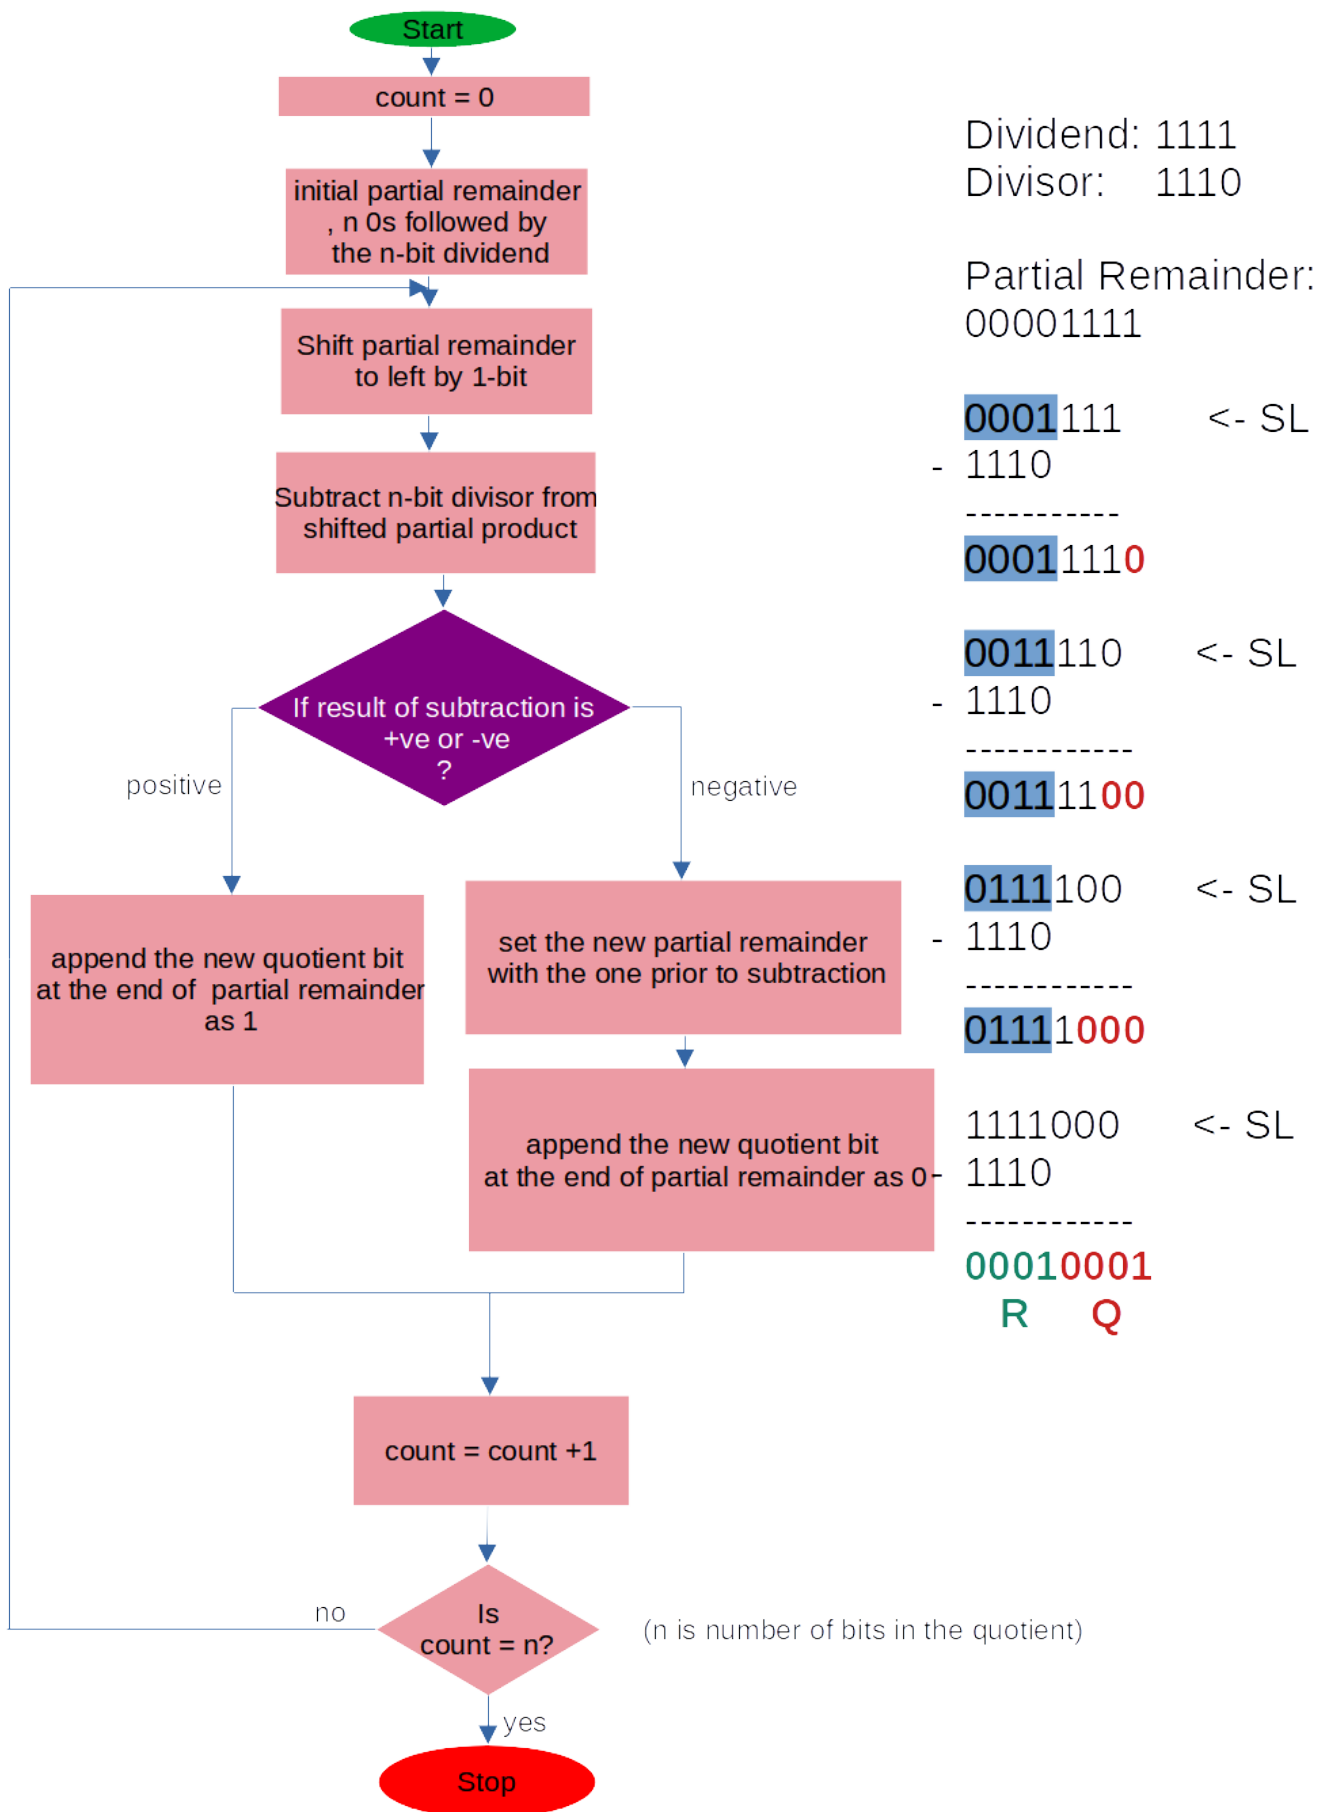 Start
count = 0
initial partial remainder
, n 0s followed by
the n-bit dividend
Shift partial remainder
to left by 1-bit
Subtract n-bit divisor from
shifted partial product
If result of subtraction is
+ve or -ve
?
positive
negative
append the new quotient bit
at the end of partial remainder
as 1
set the new partial remainder
with the one prior to subtraction
append the new quotient bit
at the end of partial remainder as 0
count = count +1
Is
count = n?
no
(n is number of bits in the quotient)
yes
Stop
Dividend: 1111
Divisor: 1110
Partial Remainder:
00001111
0001111 <- SL
- 1110
-----------
00011110
0011110 <- SL
- 1110
------------
00111100
0111100 <- SL
- 1110
------------
01111000
1111000 <- SL
- 1110
------------
00010001
R Q